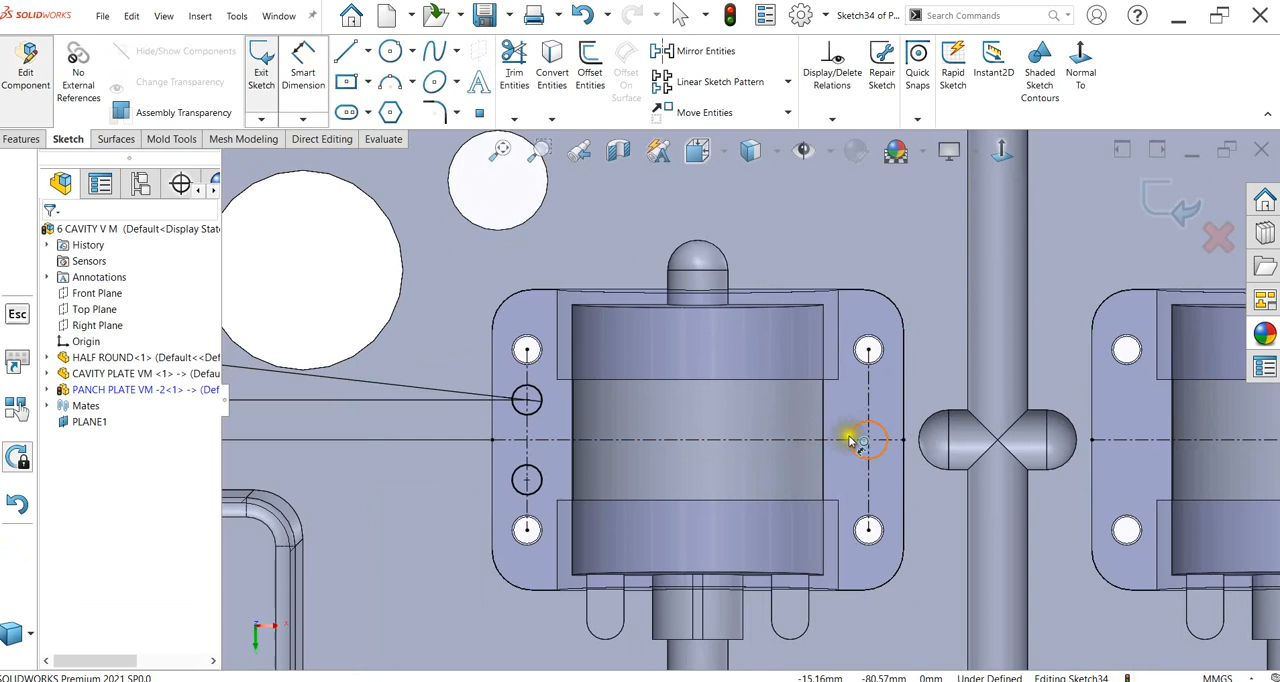 SOLIDWORKS
File
Edit
View
Insert
Tools
Window
Sketch34 of P...
Search Commands
Edit
Component
No
External
References
Hide/Show Components
Change Transparency
Assembly Transparency
Exit
Sketch
Smart
Dimension
Trim
Entities
Convert
Entities
Offset
Entities
Offset
On
Surface
Mirror Entities
Linear Sketch Pattern
Move Entities
Display/Delete
Relations
Repair
Sketch
Quick
Snaps
Rapid
Sketch
Instant2D
Shaded
Sketch
Contours
Normal
To
Features
Sketch
Surfaces
Mold Tools
Mesh Modeling
Direct Editing
Evaluate
6 CAVITY V M (Default<Display State
History
Sensors
Annotations
Front Plane
Top Plane
Right Plane
Origin
HALF ROUND<1> (Default<<Def
CAVITY PLATE VM <1> -> (Defau
PANCH PLATE VM -2<1> -> (Def
Mates
PLANE1
Esc
SOLIDWORKS Premium 2021 SP0.0
-15.16mm
-80.57mm
0mm
Under Defined
Editing Sketch34
MMGS